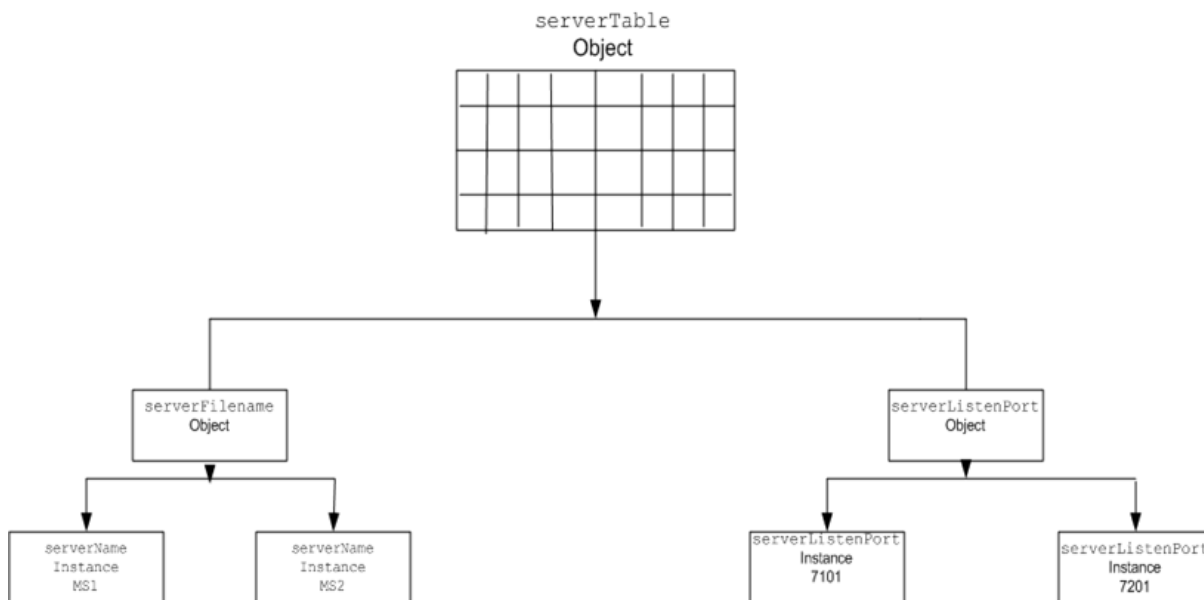 serverTable
Object
serverFilename
Object
serverListenPort
Object
serverName
Instance
MS1
serverName
Instance
MS2
serverListenPort
Instance
7101
serverListenPort
Instance
7201